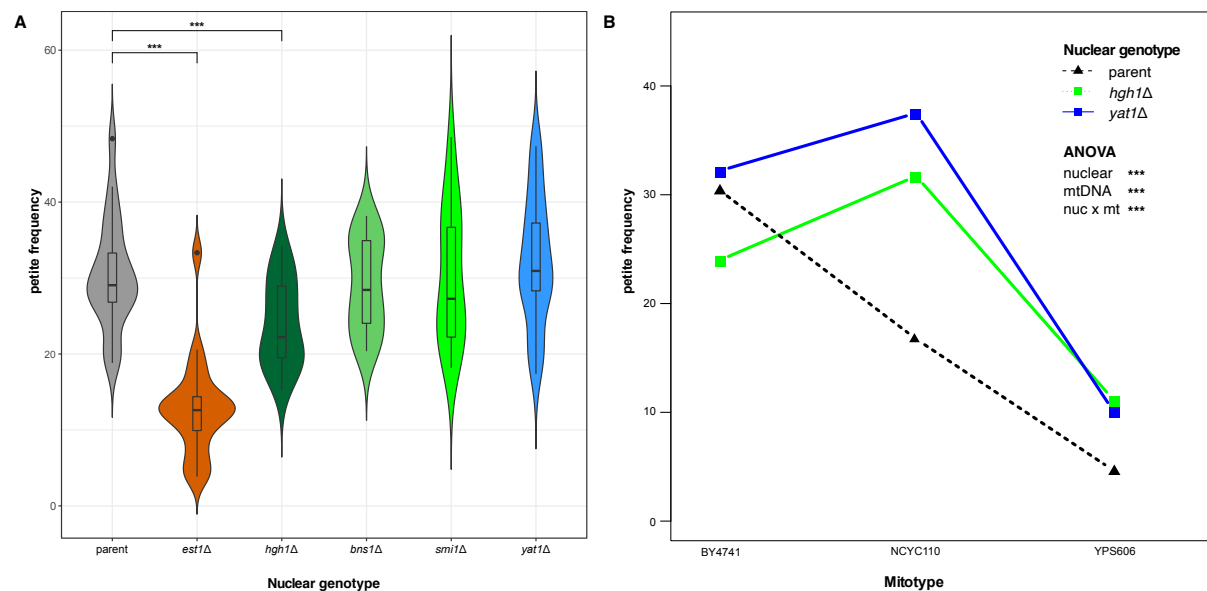 A
***
***
60
40
20
0
petite frequency
parent
est1Δ
hgh1Δ
bns1Δ
smi1Δ
yat1Δ
Nuclear genotype
B
40
30
20
10
0
petite frequency
Nuclear genotype
parent
hgh1Δ
yat1Δ
ANOVA
nuclear ***
mtDNA ***
nuc x mt ***
BY4741
NCYC110
YPS606
Mitotype